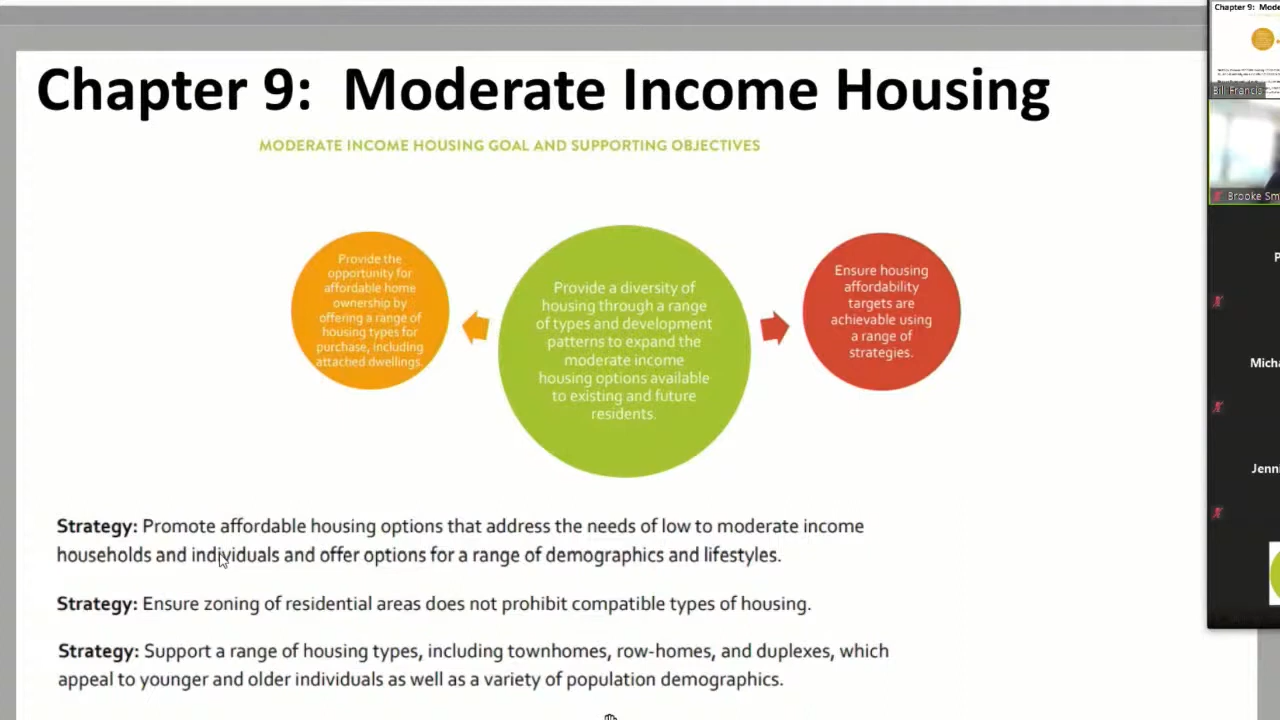 Chapter 9: Moderate Income Housing
MODERATE INCOME HOUSING GOAL AND SUPPORTING OBJECTIVES
Provide the
opportunity for
affordable home
ownership by
offering a range of
housing types for
purchase, including
attached dwellings.
Provide a diversity of
housing through a range
of types and development
patterns to expand the
moderate income
housing options available
to existing and future
residents.
Ensure housing
affordability
targets are
achievable using
a range of
strategies.
Strategy: Promote affordable housing options that address the needs of low to moderate income
households and individuals and offer options for a range of demographics and lifestyles.
Strategy: Ensure zoning of residential areas does not prohibit compatible types of housing.
Strategy: Support a range of housing types, including townhomes, row-homes, and duplexes, which
appeal to younger and older individuals as well as a variety of population demographics.
Chapter 9: Mode
Bill Francis
Brooke Sm
P
Micha
Jenni